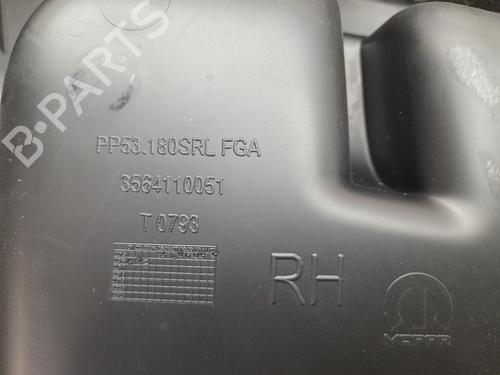 B-PARTS
PP53.180SRL FGA
3564110051
T 0793
RH
MOPAR